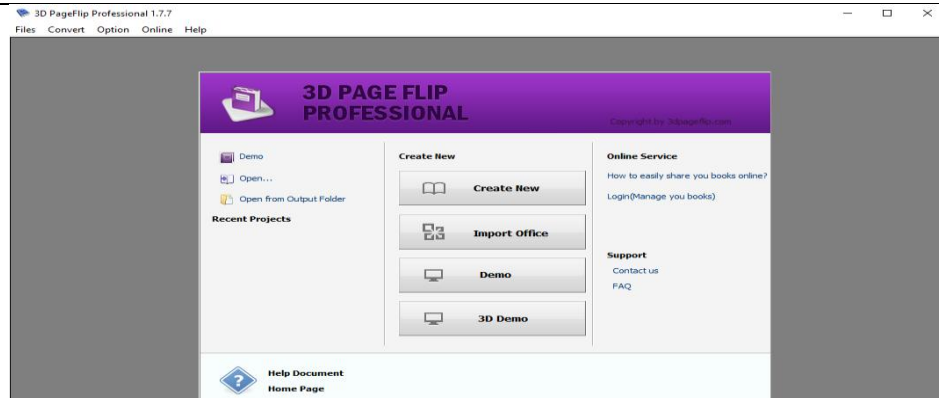 3D PageFlip Professional 1.7.7
Files Convert Option Online Help
3D PAGE FLIP
PROFESSIONAL
Copyright by 3dpageflip.com
Demo
Open...
Open from Output Folder
Recent Projects
Create New
Create New
Import Office
Demo
3D Demo
Online Service
How to easily share you books online?
Login(Manage you books)
Support
Contact us
FAQ
Help Document
Home Page